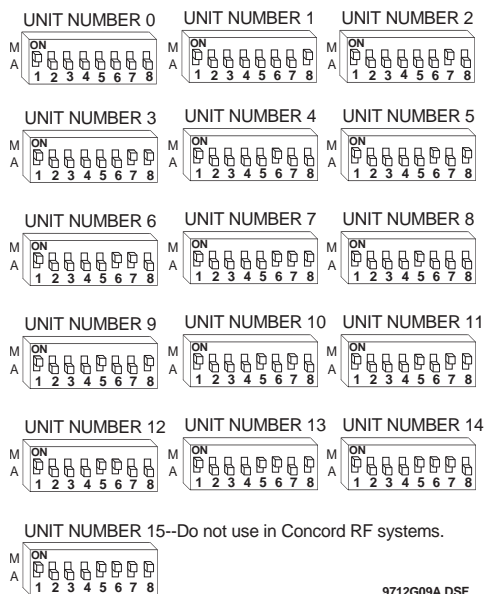 UNIT NUMBER 0 UNIT NUMBER 1 UNIT NUMBER 2
M ON M ON M ON
A A A
1 2 3 4 5 6 7 8 1 2 3 4 5 6 7 8 1 2 3 4 5 6 7 8
UNIT NUMBER 3 UNIT NUMBER 4 UNIT NUMBER 5
M ON M ON M ON
A A A
1 2 3 4 5 6 7 8 1 2 3 4 5 6 7 8 1 2 3 4 5 6 7 8
UNIT NUMBER 6 UNIT NUMBER 7 UNIT NUMBER 8
M ON M ON M ON
A A A
1 2 3 4 5 6 7 8 1 2 3 4 5 6 7 8 1 2 3 4 5 6 7 8
UNIT NUMBER 9 UNIT NUMBER 10 UNIT NUMBER 11
M ON M ON M ON
A A A
1 2 3 4 5 6 7 8 1 2 3 4 5 6 7 8 1 2 3 4 5 6 7 8
UNIT NUMBER 12 UNIT NUMBER 13 UNIT NUMBER 14
M ON M ON M ON
A A A
1 2 3 4 5 6 7 8 1 2 3 4 5 6 7 8 1 2 3 4 5 6 7 8
UNIT NUMBER 15--Do not use in Concord RF systems.
M ON
A
1 2 3 4 5 6 7 8
9712G09A.DSF